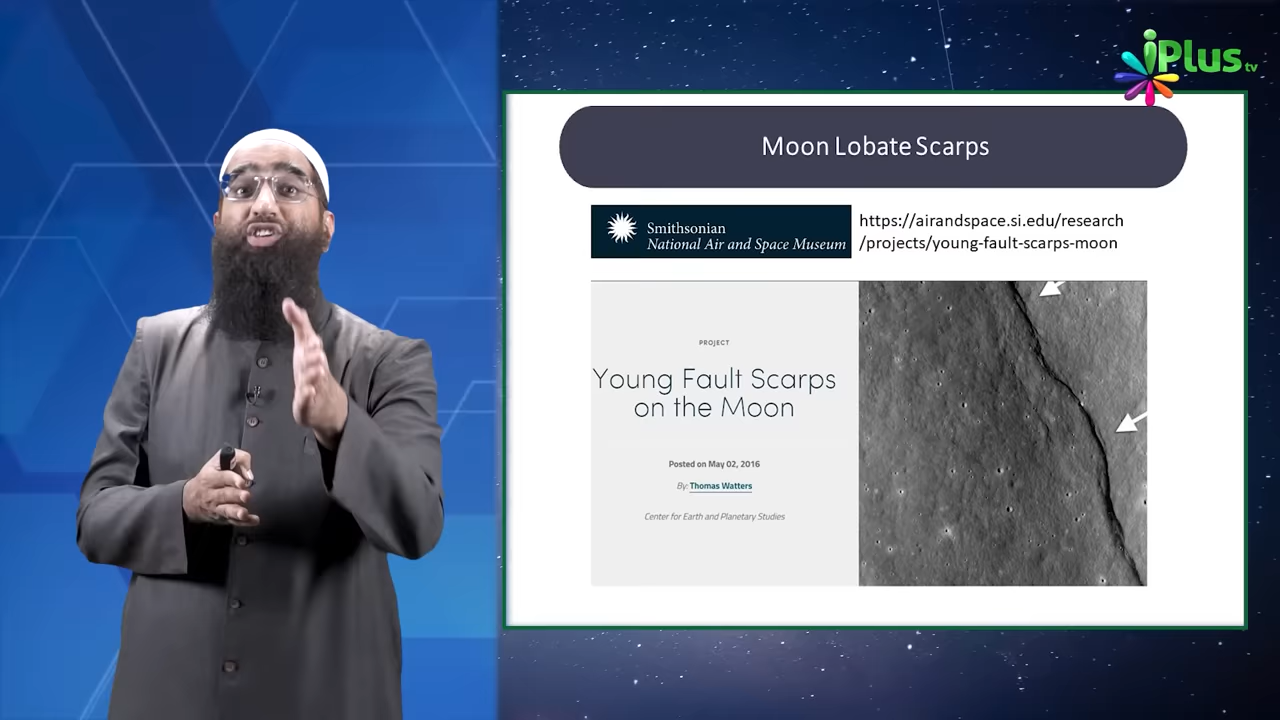 iPlus tv
Moon Lobate Scarps
Smithsonian
National Air and Space Museum
https://airandspace.si.edu/research
/projects/young-fault-scarps-moon
PROJECT
Young Fault Scarps
on the Moon
Posted on May 02, 2016
By: Thomas Watters
Center for Earth and Planetary Studies